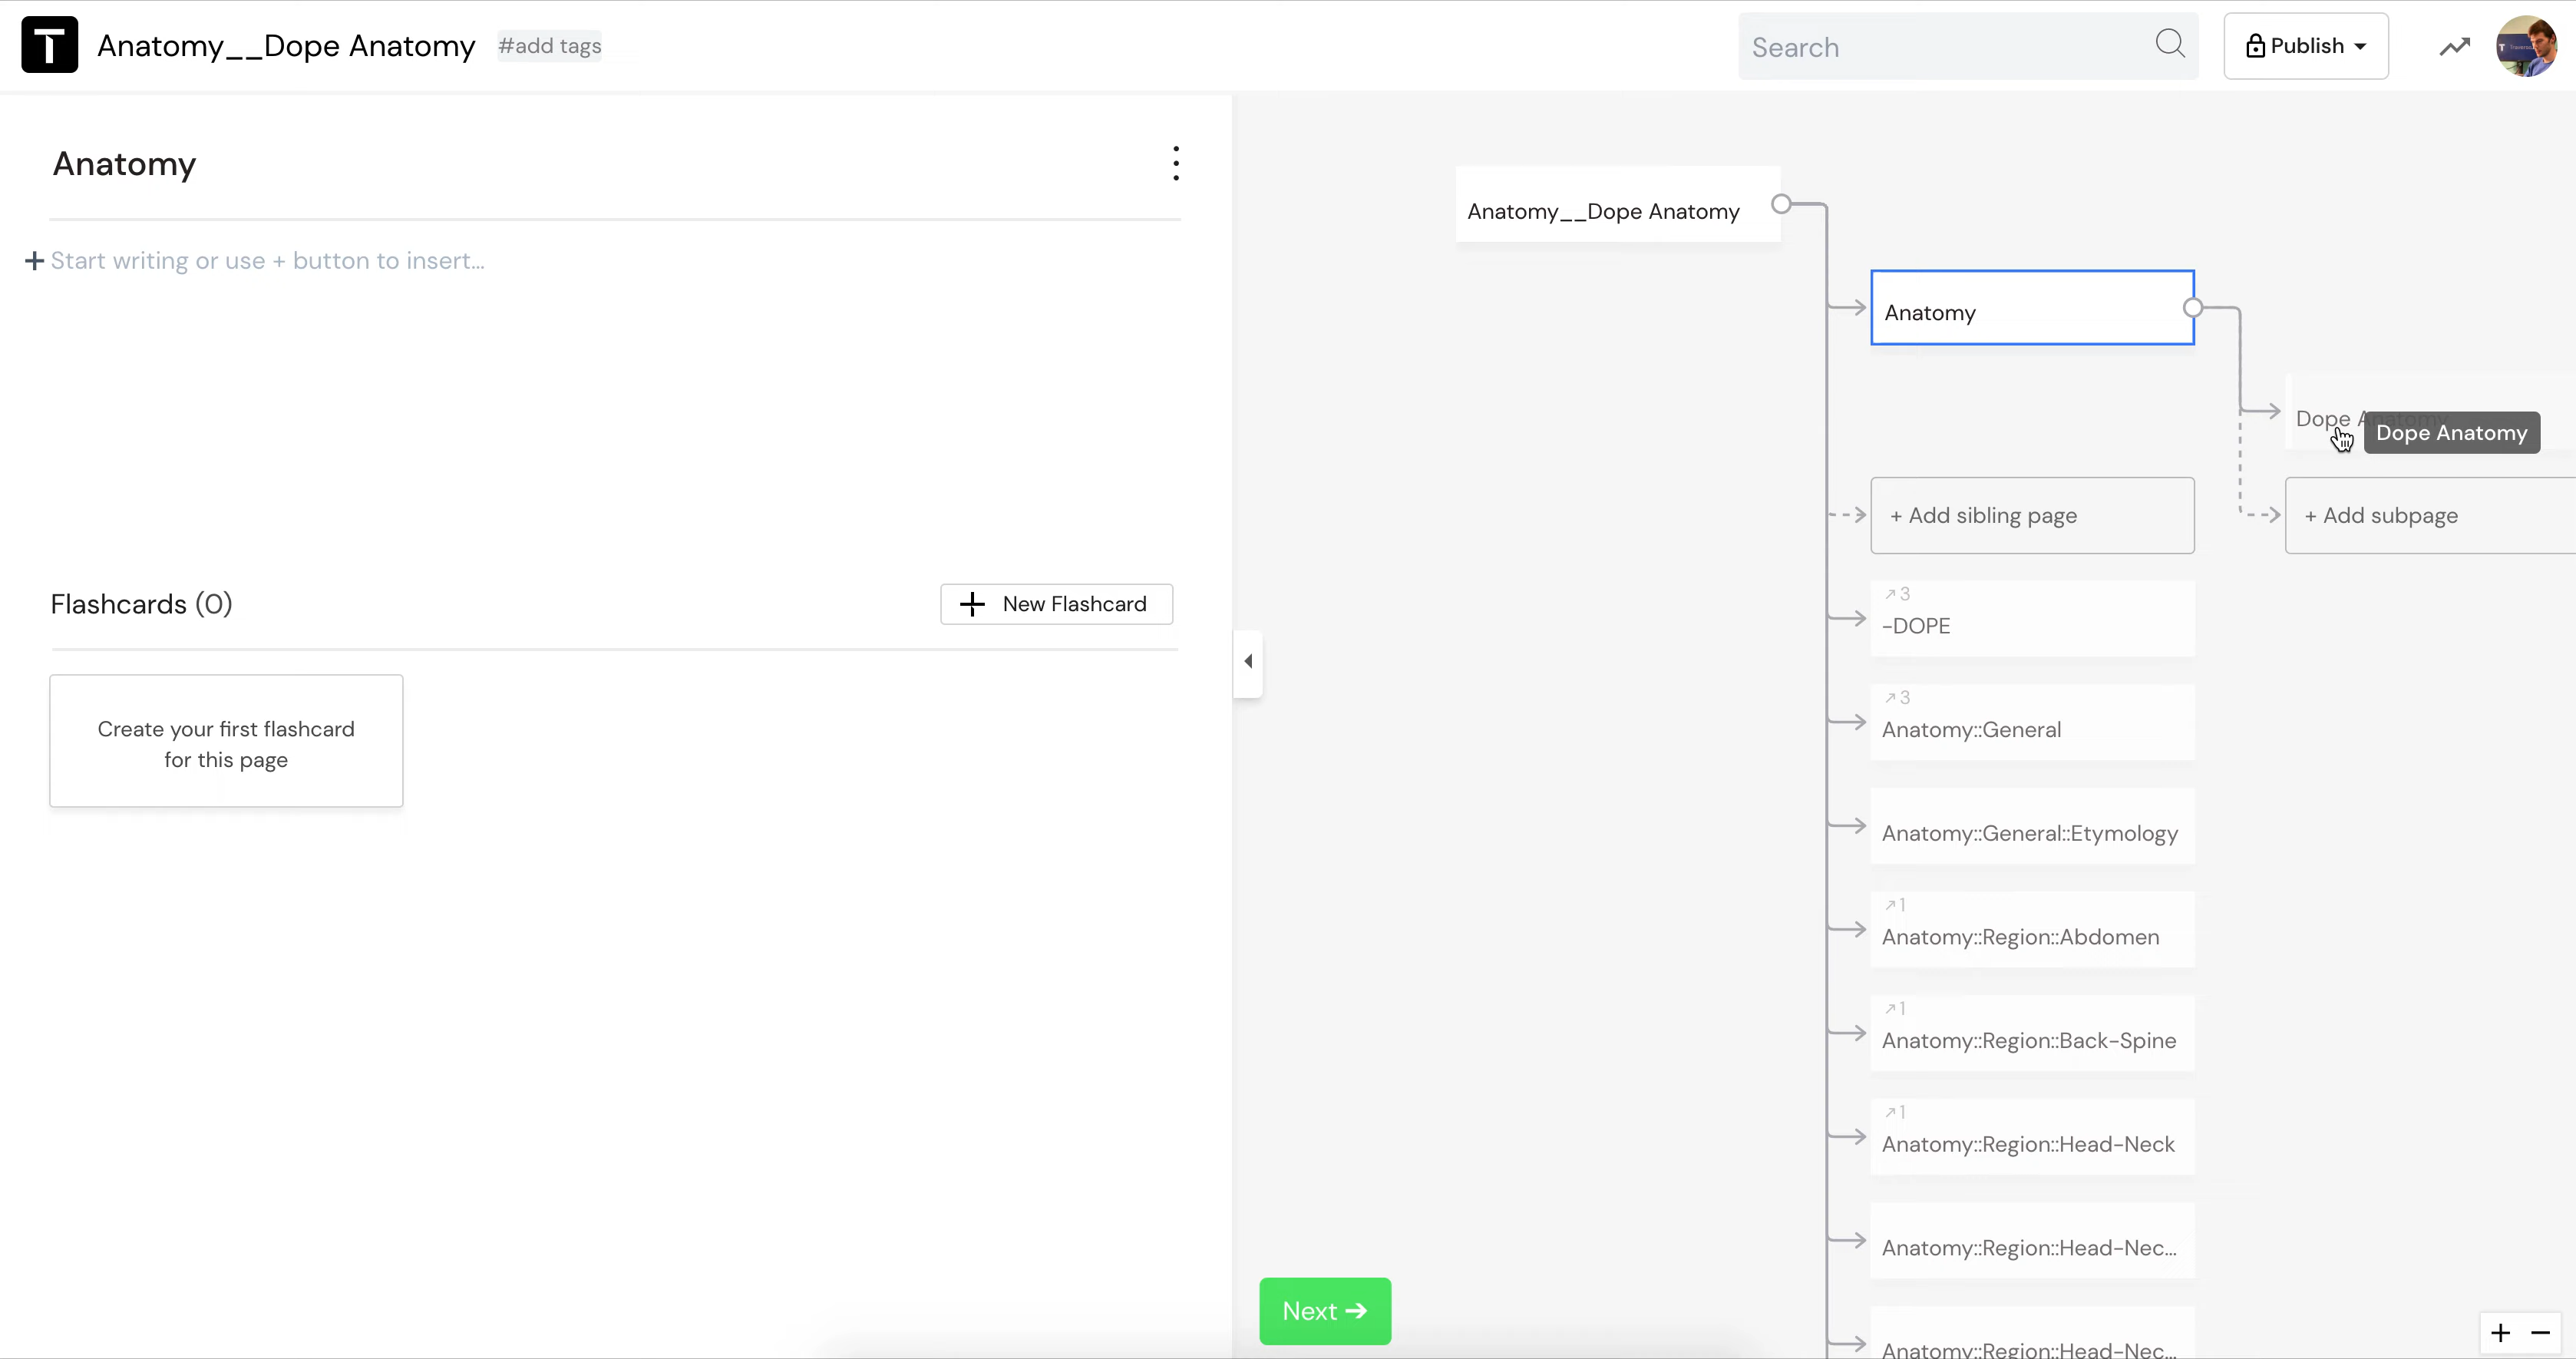 T
Anatomy__Dope Anatomy
#add tags
Search
Publish
Anatomy
+ Start writing or use + button to insert...
Flashcards (0)
+ New Flashcard
Create your first flashcard
for this page
Anatomy__Dope Anatomy
Anatomy
Dope
Dope Anatomy
+ Add sibling page
+ Add subpage
↗3
-DOPE
↗3
Anatomy::General
Anatomy::General::Etymology
↗1
Anatomy::Region::Abdomen
↗1
Anatomy::Region::Back-Spine
↗1
Anatomy::Region::Head-Neck
Anatomy::Region::Head-Nec...
Anatomy::Region::Head-Nec...
Next →
+ −